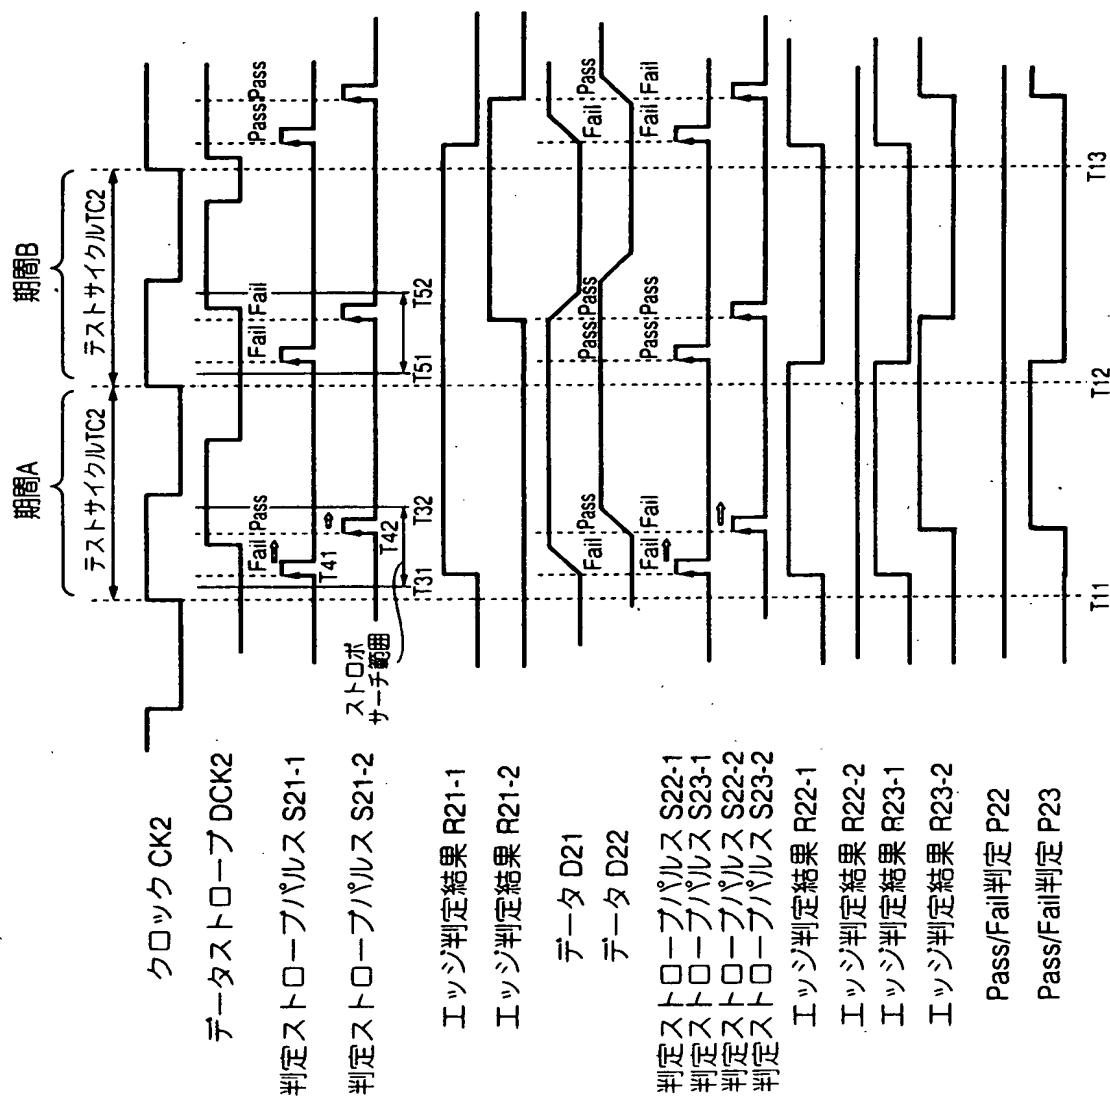 期間A
期間B
テストサイクルTC2
テストサイクルTC2
クロック CK2
データストローブ DCK2
Fail Pass
Fail Fail
Pass Pass
判定ストローブパルス S21-1
T41
判定ストローブパルス S21-2
ストロボ
サーチ範囲
T31
T42
T32
T51
T52
エッジ判定結果 R21-1
エッジ判定結果 R21-2
データ D21
Fail Pass
Pass Pass
Fail Pass
データ D22
Fail Fail
Pass Pass
Fail Fail
判定ストローブパルス S22-1
判定ストローブパルス S23-1
判定ストローブパルス S22-2
判定ストローブパルス S23-2
エッジ判定結果 R22-1
エッジ判定結果 R22-2
エッジ判定結果 R23-1
エッジ判定結果 R23-2
Pass/Fail判定 P22
Pass/Fail判定 P23
T11
T12
T13